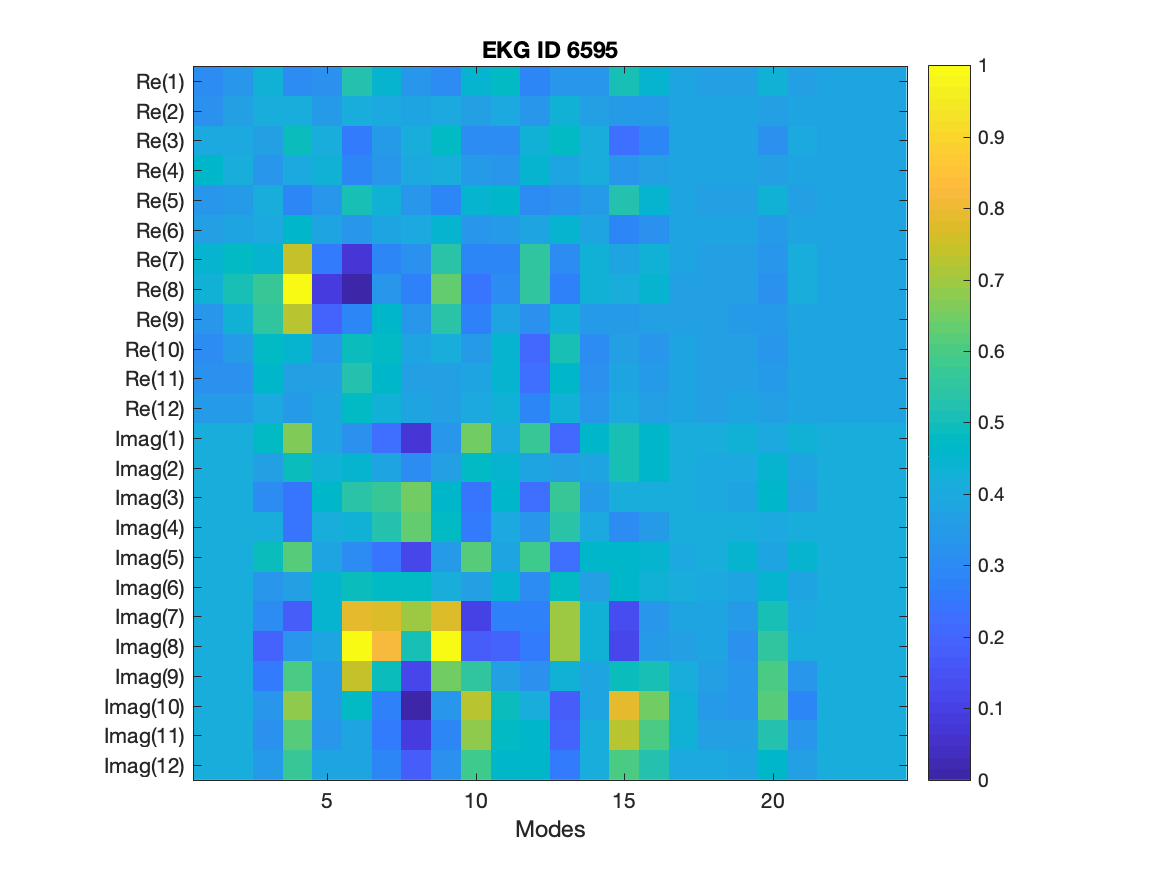 EKG ID 6595
Re(1)
Re(2)
Re(3)
Re(4)
Re(5)
Re(6)
Re(7)
Re(8)
Re(9)
Re(10)
Re(11)
Re(12)
Imag(1)
Imag(2)
Imag(3)
Imag(4)
Imag(5)
Imag(6)
Imag(7)
Imag(8)
Imag(9)
Imag(10)
Imag(11)
Imag(12)
5 10 15 20
Modes
1
0.9
0.8
0.7
0.6
0.5
0.4
0.3
0.2
0.1
0